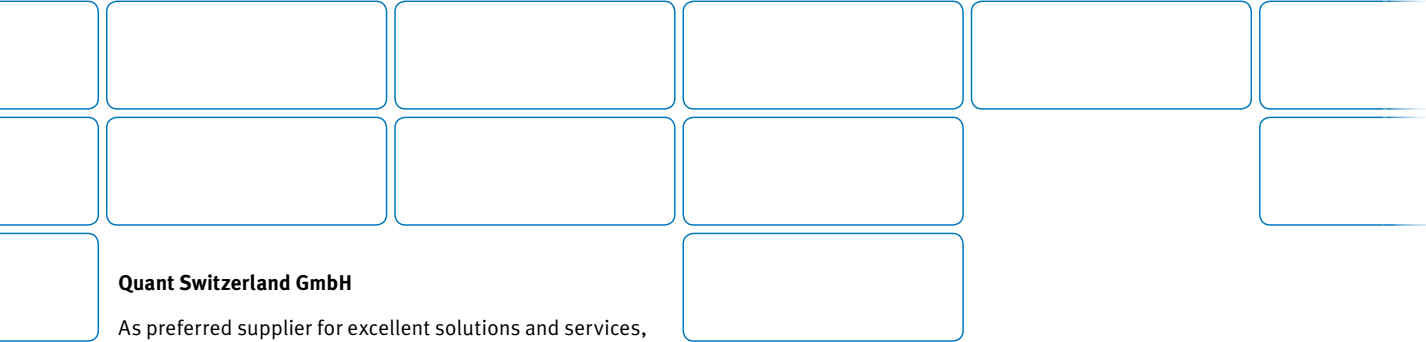 Quant Switzerland GmbH
As preferred supplier for excellent solutions and services,